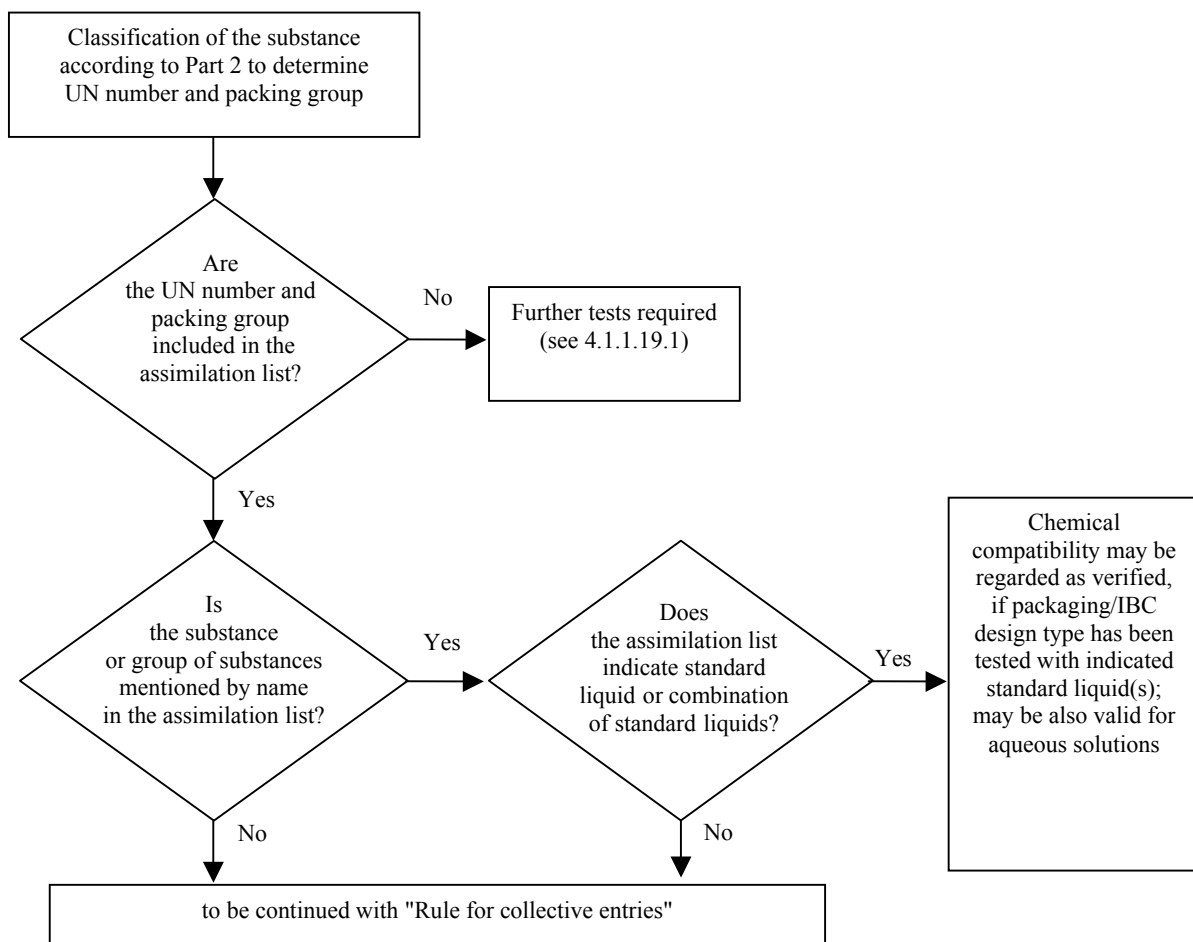 Classification of the substance
according to Part 2 to determine
UN number and packing group
Are
the UN number and
packing group
included in the
assimilation list?
No
Further tests required
(see 4.1.1.19.1)
Yes
Is
the substance
or group of substances
mentioned by name
in the assimilation list?
Yes
Does
the assimilation list
indicate standard
liquid or combination
of standard liquids?
Yes
Chemical
compatibility may be
regarded as verified,
if packaging/IBC
design type has been
tested with indicated
standard liquid(s);
may be also valid for
aqueous solutions
No
No
to be continued with "Rule for collective entries"